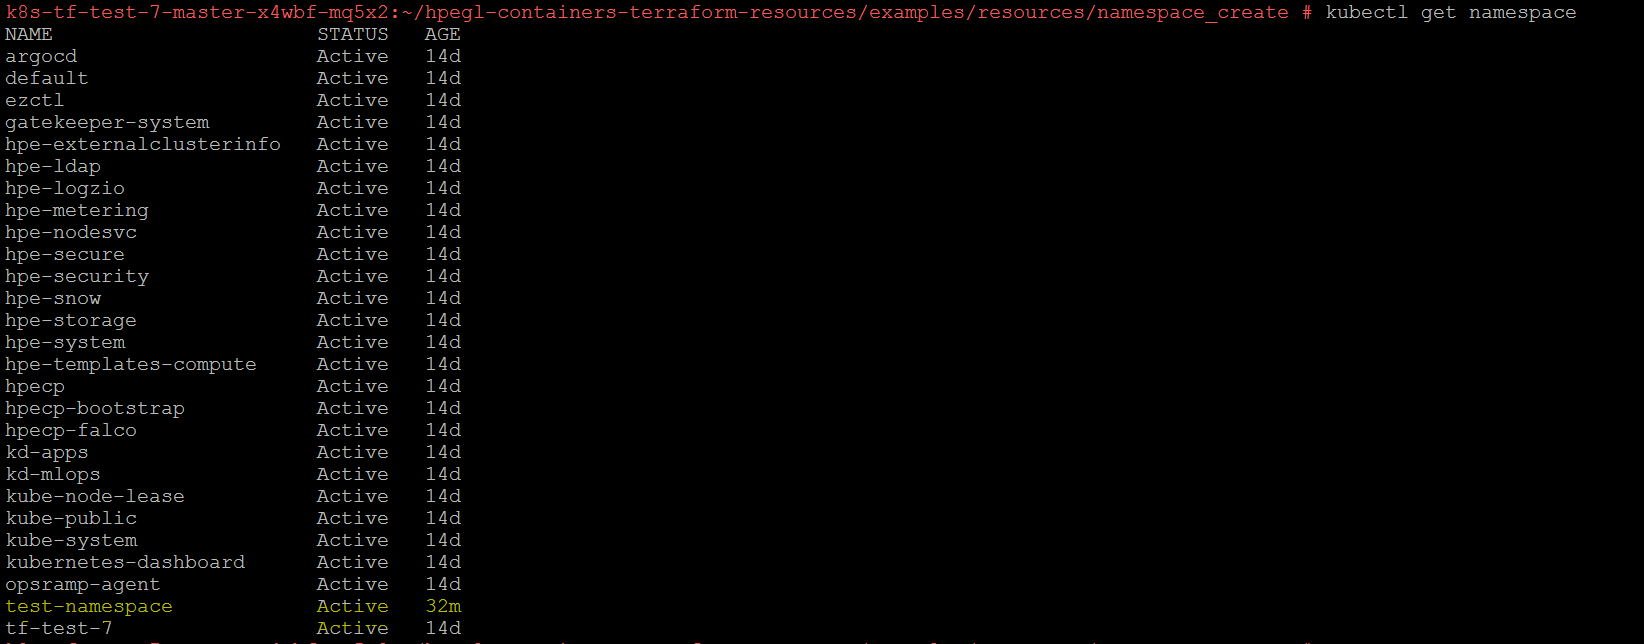 k8s-tf-test-7-master-x4wbf-mq5x2:~/hpegl-containers-terraform-resources/examples/resources/namespace_create # kubectl get namespace
NAME STATUS AGE
argocd Active 14d
default Active 14d
ezctl Active 14d
gatekeeper-system Active 14d
hpe-externalclusterinfo Active 14d
hpe-ldap Active 14d
hpe-logzio Active 14d
hpe-metering Active 14d
hpe-nodesvc Active 14d
hpe-secure Active 14d
hpe-security Active 14d
hpe-snow Active 14d
hpe-storage Active 14d
hpe-system Active 14d
hpe-templates-compute Active 14d
hpecp Active 14d
hpecp-bootstrap Active 14d
hpecp-falco Active 14d
kd-apps Active 14d
kd-mlops Active 14d
kube-node-lease Active 14d
kube-public Active 14d
kube-system Active 14d
kubernetes-dashboard Active 14d
opsramp-agent Active 14d
test-namespace Active 32m
tf-test-7 Active 14d